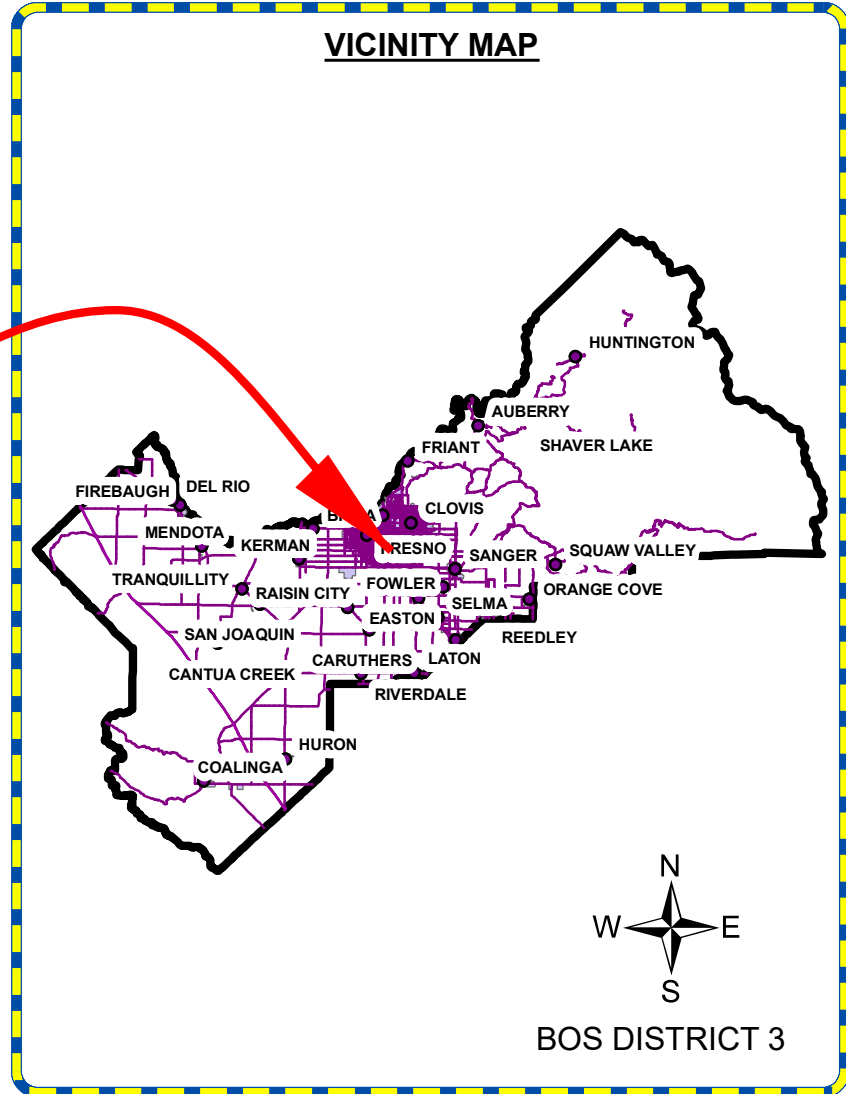 VICINITY MAP
HUNTINGTON
AUBERRY
FRIANT
SHAVER LAKE
FIREBAUGH
DEL RIO
CLOVIS
MENDOTA
KERMAN
FRESNO
SANGER
SQUAW VALLEY
TRANQUILLITY
RAISIN CITY
FOWLER
ORANGE COVE
SELMA
EASTON
SAN JOAQUIN
REEDLEY
CARUTHERS
LATON
CANTUA CREEK
RIVERDALE
HURON
COALINGA
N
W
E
S
BOS DISTRICT 3